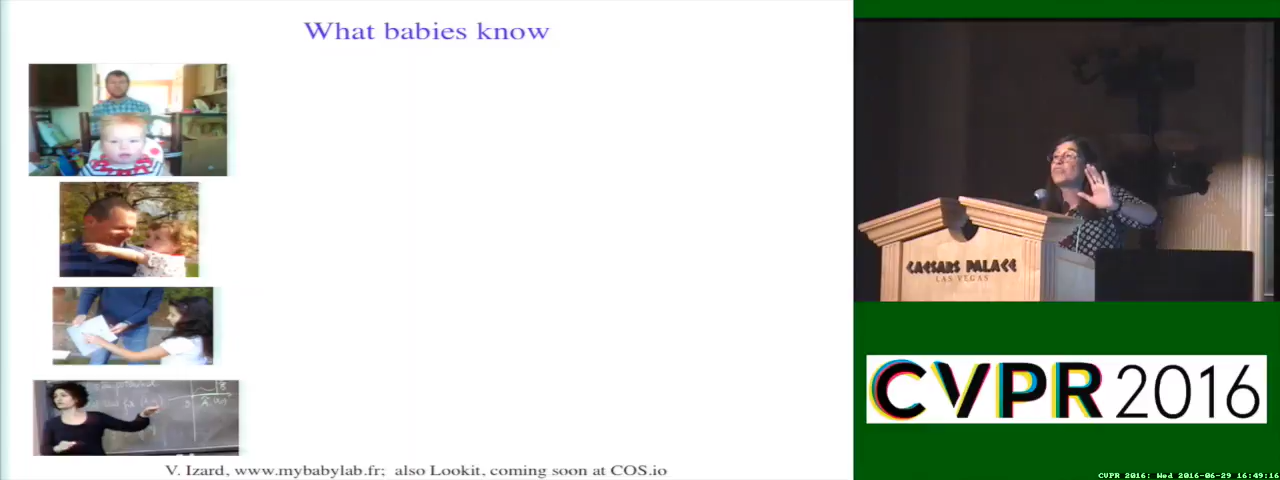 What babies know
V. Izard, www.mybabylab.fr; also Lookit, coming soon at COS.io
CAESARS PALACE
LAS VEGAS
CVPR 2016
CVPR 2016: Wed 2016-06-29 16:49:16